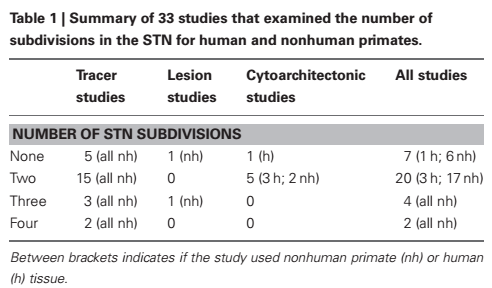 Table 1 | Summary of 33 studies that examined the number of
subdivisions in the STN for human and nonhuman primates.
Tracer studies Lesion studies Cytoarchitectonic studies All studies
NUMBER OF STN SUBDIVISIONS
None 5 (all nh) 1 (nh) 1 (h) 7 (1 h; 6 nh)
Two 15 (all nh) 0 5 (3 h; 2 nh) 20 (3 h; 17 nh)
Three 3 (all nh) 1 (nh) 0 4 (all nh)
Four 2 (all nh) 0 0 2 (all nh)
Between brackets indicates if the study used nonhuman primate (nh) or human
(h) tissue.